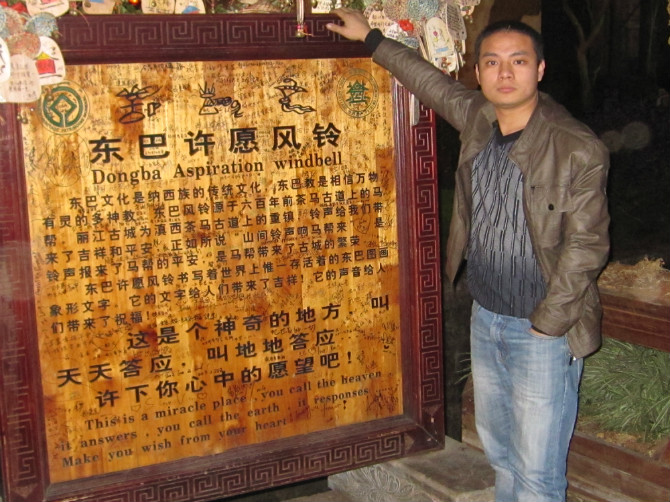 东巴许愿风铃
Dongba Aspiration windbell
东巴文化是纳西族的传统文化，东巴教是相信万物
有灵的多神教。东巴风铃源于六百年前茶马古道上的马
帮。丽江古城为滇西茶马古道上的重镇，铃声给我们带
来了吉祥和平安。正如所说“山间铃声响马帮来”，是
铃声报来了马帮的平安，是马帮带来了古城的繁荣。
东巴许愿风铃书写着世界上惟一存活着的东巴图画
象形文字，它的文字给人们带来了吉祥！它的声音给人
们带来了祝福！
这是个神奇的地方，叫
天天答应，叫地地答应
许下你心中的愿望吧！
This is a miracle place , you call the heaven
it answers , you call the earth , it responses
Make you wish from your heart !